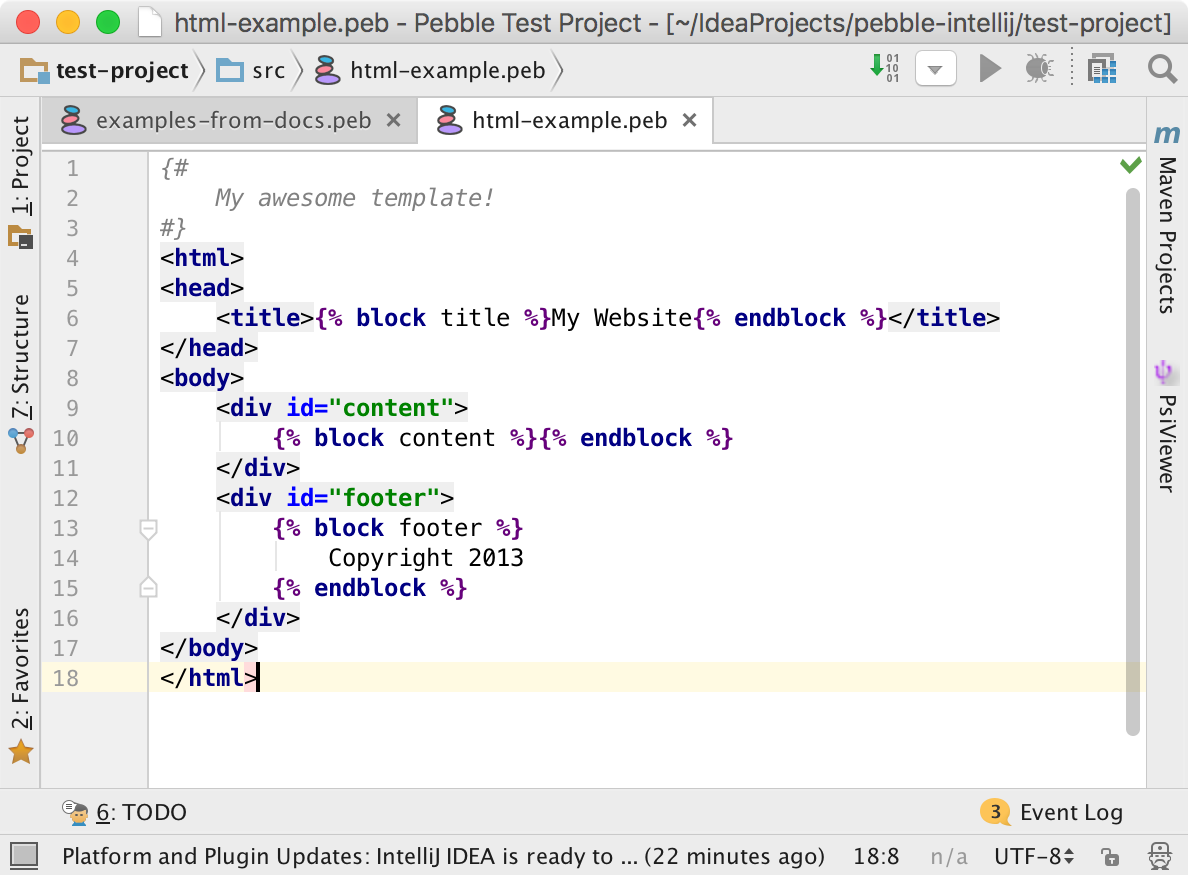 html-example.peb - Pebble Test Project - [~/IdeaProjects/pebble-intellij/test-project]
test-project src html-example.peb
01
10
01
examples-from-docs.peb html-example.peb
1: Project
7: Structure
2: Favorites
1 {#
2     My awesome template!
3 #}
4 <html>
5 <head>
6     <title>{% block title %}My Website{% endblock %}</title>
7 </head>
8 <body>
9     <div id="content">
10         {% block content %}{% endblock %}
11     </div>
12     <div id="footer">
13         {% block footer %}
14             Copyright 2013
15         {% endblock %}
16     </div>
17 </body>
18 </html>
m
Maven Projects
PsiViewer
6: TODO 3 Event Log
Platform and Plugin Updates: IntelliJ IDEA is ready to ... (22 minutes ago) 18:8 n/a UTF-8